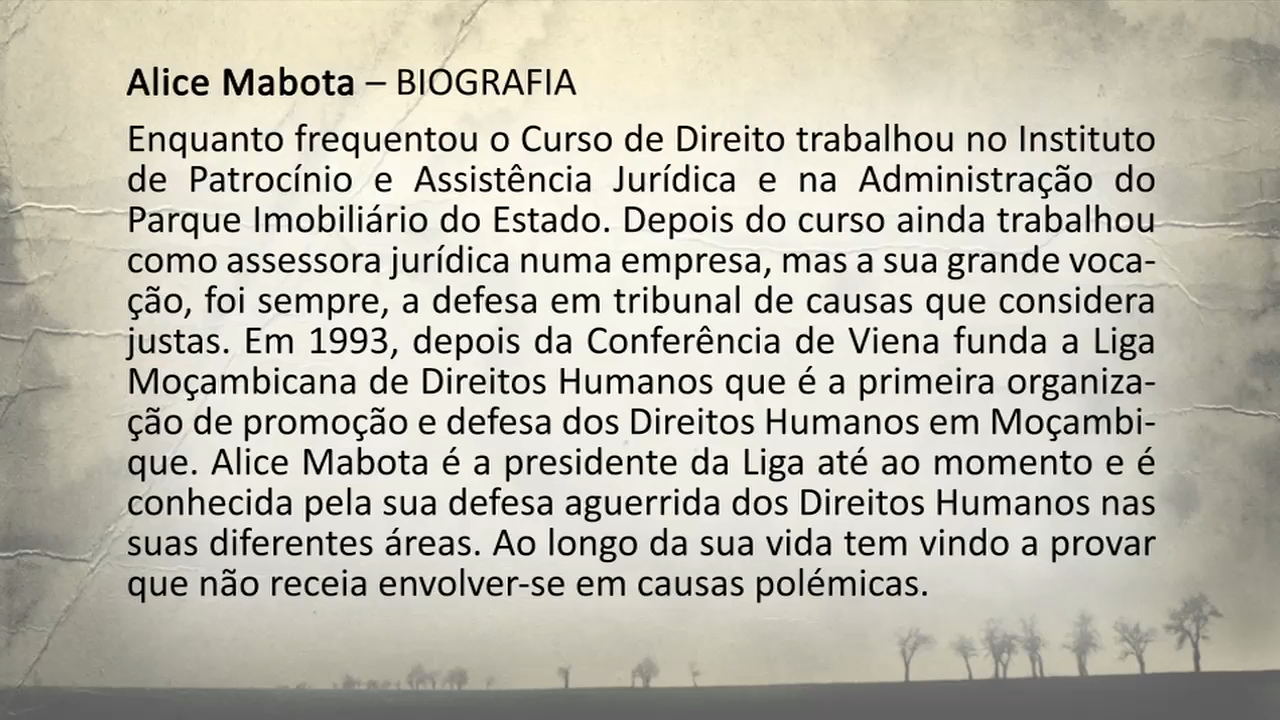 Alice Mabota – BIOGRAFIA
Enquanto frequentou o Curso de Direito trabalhou no Instituto
de Patrocínio e Assistência Jurídica e na Administração do
Parque Imobiliário do Estado. Depois do curso ainda trabalhou
como assessora jurídica numa empresa, mas a sua grande voca-
ção, foi sempre, a defesa em tribunal de causas que considera
justas. Em 1993, depois da Conferência de Viena funda a Liga
Moçambicana de Direitos Humanos que é a primeira organiza-
ção de promoção e defesa dos Direitos Humanos em Moçambi-
que. Alice Mabota é a presidente da Liga até ao momento e é
conhecida pela sua defesa aguerrida dos Direitos Humanos nas
suas diferentes áreas. Ao longo da sua vida tem vindo a provar
que não receia envolver-se em causas polémicas.